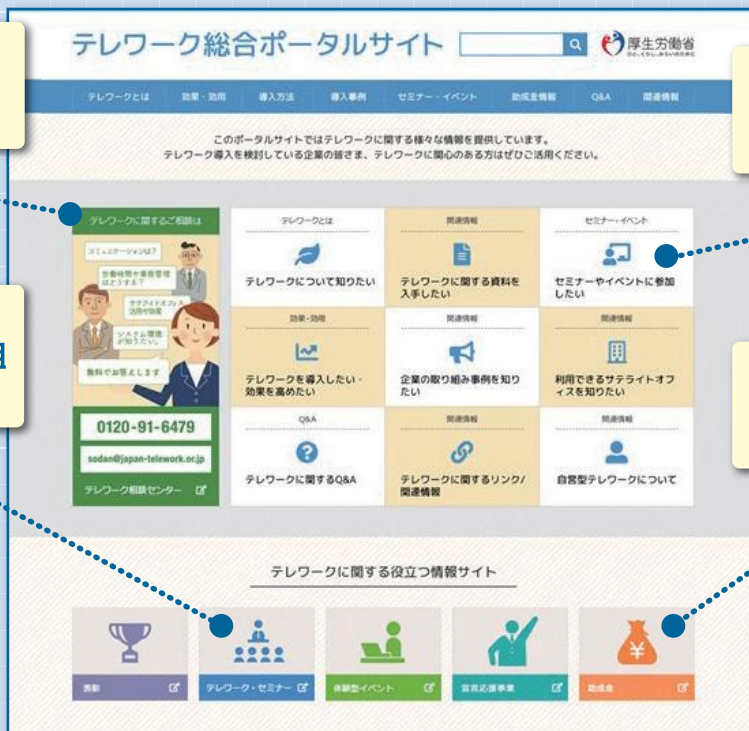 テレワーク総合ポータルサイト
厚生労働省
ひと、くらし、みらいのために
テレワークとは
効果・効用
導入方法
導入事例
セミナー・イベント
助成金情報
Q&A
関連情報
このポータルサイトではテレワークに関する様々な情報を提供しています。
テレワーク導入を検討している企業の皆さま、テレワークに関心のある方はぜひご活用ください。
テレワークに関するご相談は
コミュニケーションは?
労働時間や業務管理
はどうする?
サテライトオフィス
活用や効果
システム環境
が知りたい。
無料でお答えします
0120-91-6479
sodan@japan-telework.or.jp
テレワーク相談センター
テレワークとは
テレワークについて知りたい
関連情報
テレワークに関する資料を
入手したい
セミナー・イベント
セミナーやイベントに参加
したい
効果・効用
テレワークを導入したい・
効果を高めたい
関連情報
企業の取り組み事例を知り
たい
関連情報
利用できるサテライトオフ
ィスを知りたい
Q&A
テレワークに関するQ&A
関連情報
テレワークに関するリンク/
関連情報
関連情報
自営型テレワークについて
テレワークに関する役立つ情報サイト
表彰
テレワーク・セミナー
体験型イベント
宣言応援事業
助成金